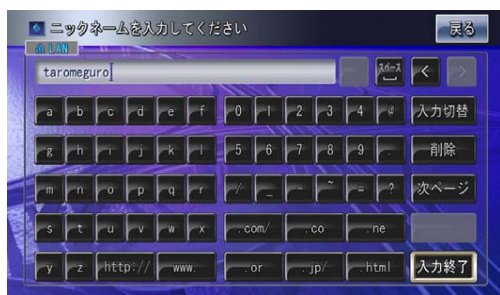 ニックネームを入力してください 戻る
LAN
taromeguro スペース < >
a b c d e f 0 1 2 3 4 @ 入力切替
g h i j k l 5 6 7 8 9 . 削除
m n o p q r / _ - ~ = ? 次ページ
s t u v w x .com/ .co .ne
y z http:// www. .or .jp/ .html 入力終了